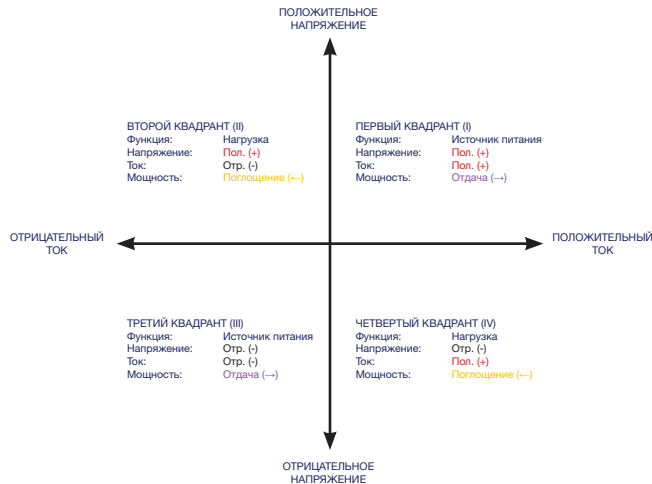 ПОЛОЖИТЕЛЬНОЕ
НАПРЯЖЕНИЕ
ВТОРОЙ КВАДРАНТ (II)
Функция: Нагрузка
Напряжение: Пол. (+)
Ток: Отр. (-)
Мощность: Поглощение (←)
ПЕРВЫЙ КВАДРАНТ (I)
Функция: Источник питания
Напряжение: Пол. (+)
Ток: Пол. (+)
Мощность: Отдача (→)
ОТРИЦАТЕЛЬНЫЙ
ТОК
ПОЛОЖИТЕЛЬНЫЙ
ТОК
ТРЕТИЙ КВАДРАНТ (III)
Функция: Источник питания
Напряжение: Отр. (-)
Ток: Отр. (-)
Мощность: Отдача (→)
ЧЕТВЕРТЫЙ КВАДРАНТ (IV)
Функция: Нагрузка
Напряжение: Отр. (-)
Ток: Пол. (+)
Мощность: Поглощение (←)
ОТРИЦАТЕЛЬНОЕ
НАПРЯЖЕНИЕ